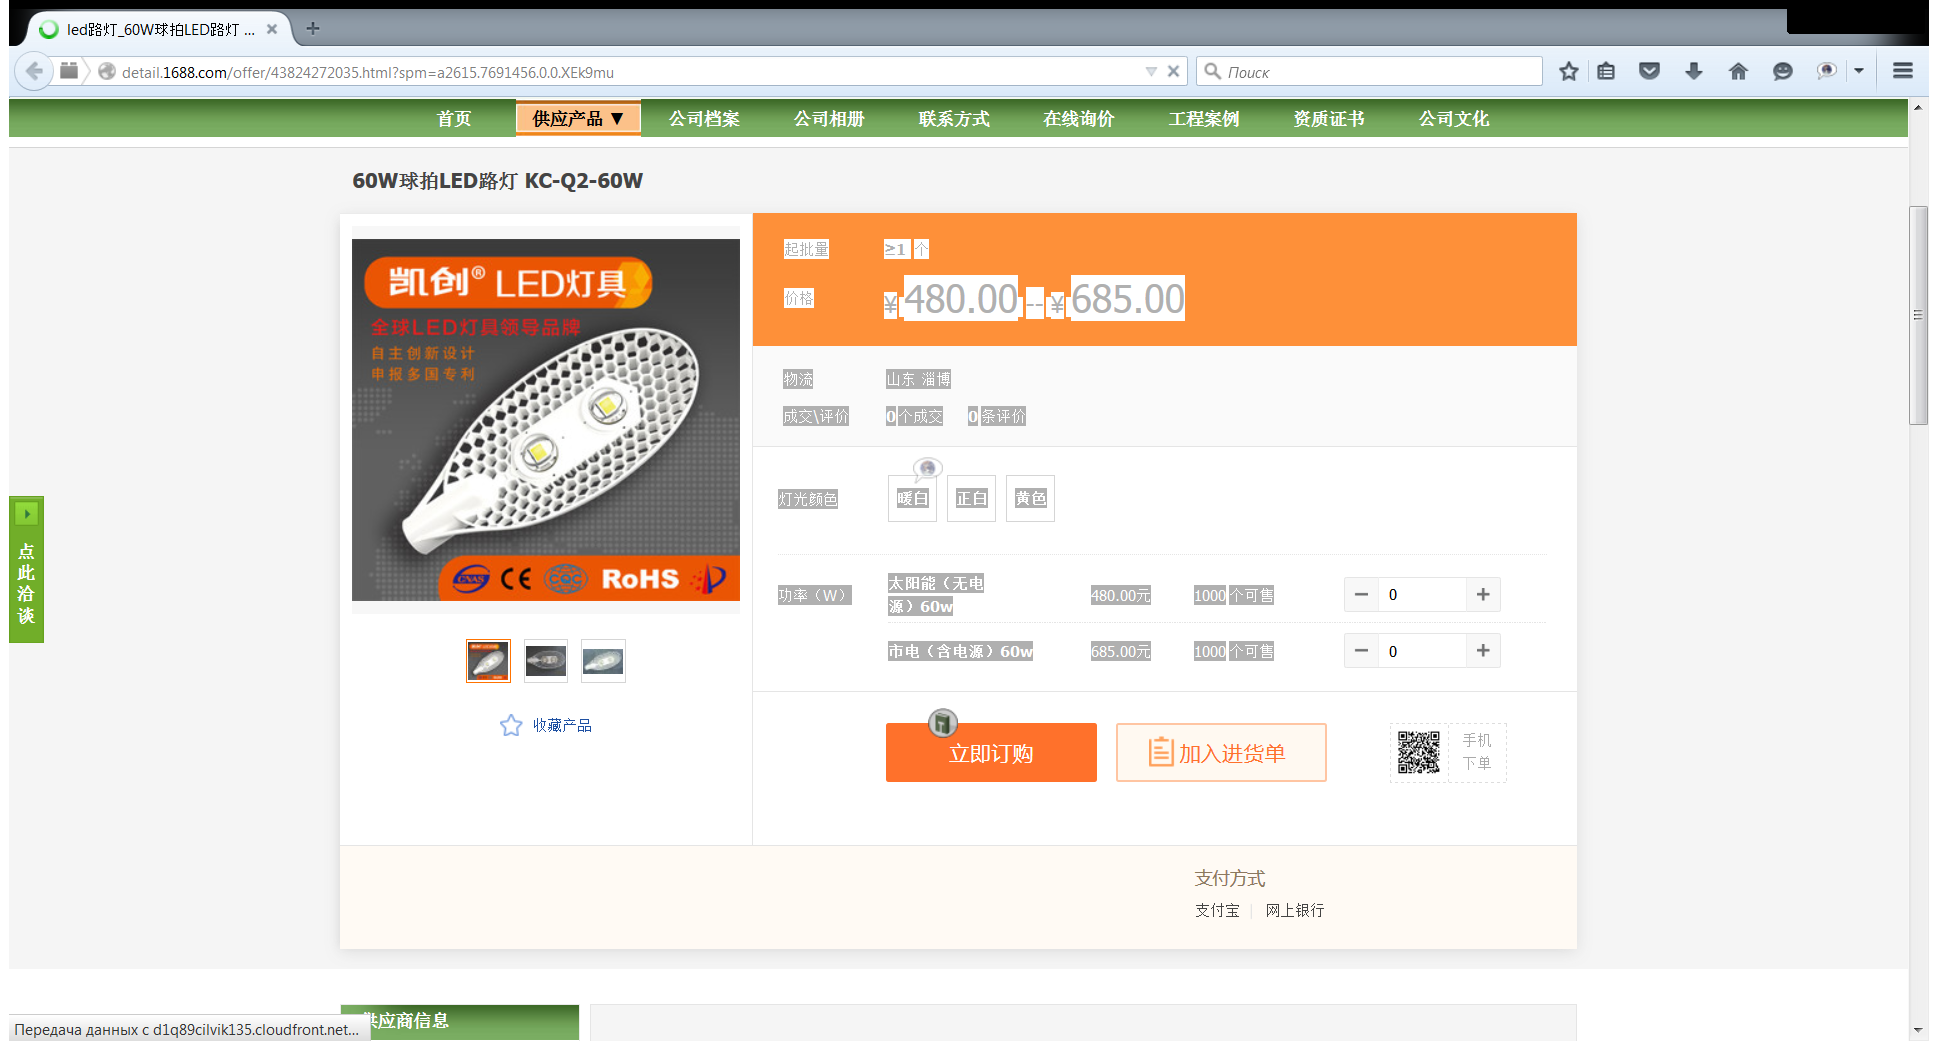 led路灯_60W球拍LED路灯 ...
detail.1688.com/offer/43824272035.html?spm=a2615.7691456.0.0.XEk9mu
Поиск
首页 供应产品 ▼ 公司档案 公司相册 联系方式 在线询价 工程案例 资质证书 公司文化
60W球拍LED路灯 KC-Q2-60W
凯创® LED灯具
全球LED灯具领导品牌
自主创新设计
申报多国专利
CNAS CE CQC RoHS
收藏产品
起批量 ≥1 个
价格 ¥480.00 -- ¥685.00
物流 山东 淄博
成交\评价 0个成交 0条评价
灯光颜色 暖白 正白 黄色
功率（W） 太阳能（无电源）60w 480.00元 1000个可售 − 0 +
市电（含电源）60w 685.00元 1000个可售 − 0 +
立即订购 加入进货单 手机
下单
支付方式
支付宝 | 网上银行
点此洽谈
供应商信息
Передача данных с d1q89cilvik135.cloudfront.net...